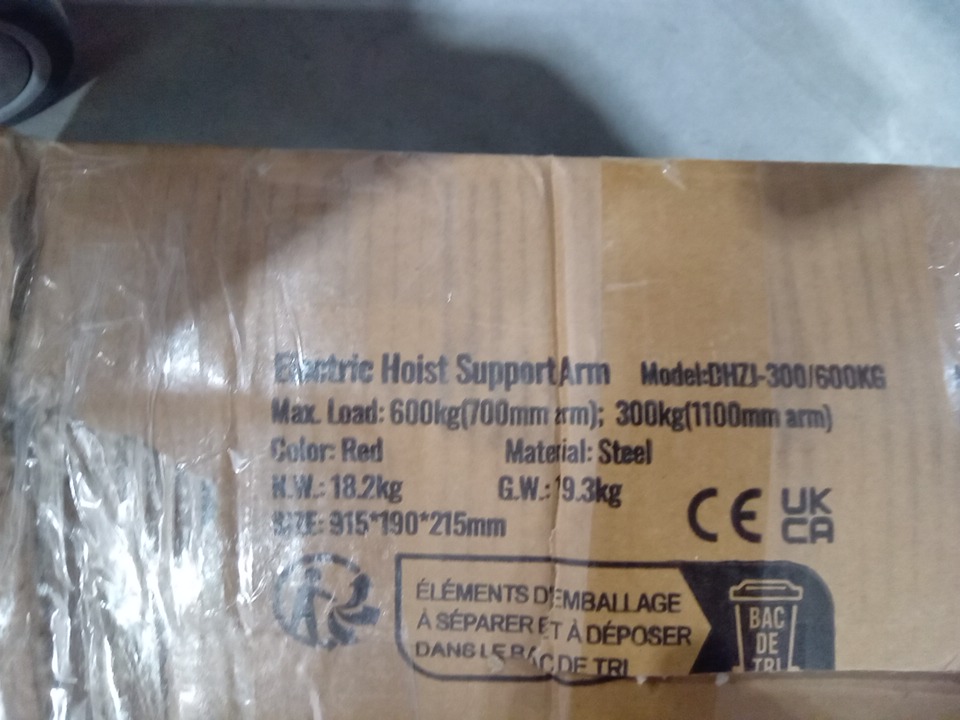 Electric Hoist Support Arm Model:DHZJ-300/600KG
Max. Load: 600kg(700mm arm); 300kg(1100mm arm)
Color: Red Material: Steel
N.W.: 18.2kg G.W.: 19.3kg
SIZE: 915*190*215mm
CE UK CA
ÉLÉMENTS D'EMBALLAGE
À SÉPARER ET À DÉPOSER
DANS LE BAC DE TRI
BAC
DE
TRI